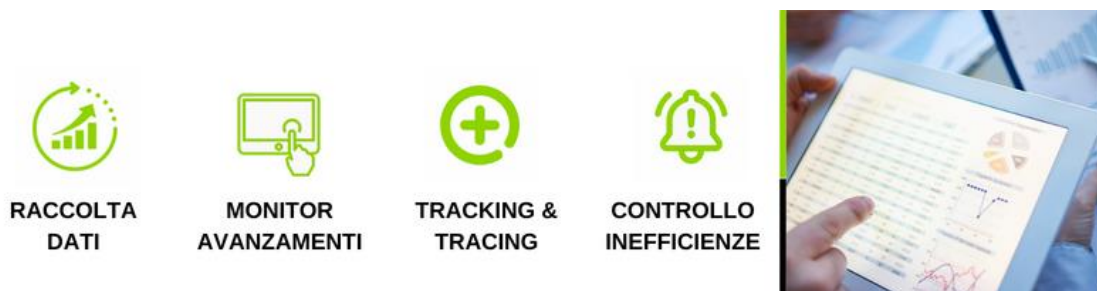 RACCOLTA
DATI
MONITOR
AVANZAMENTI
TRACKING &
TRACING
CONTROLLO
INEFFICIENZE